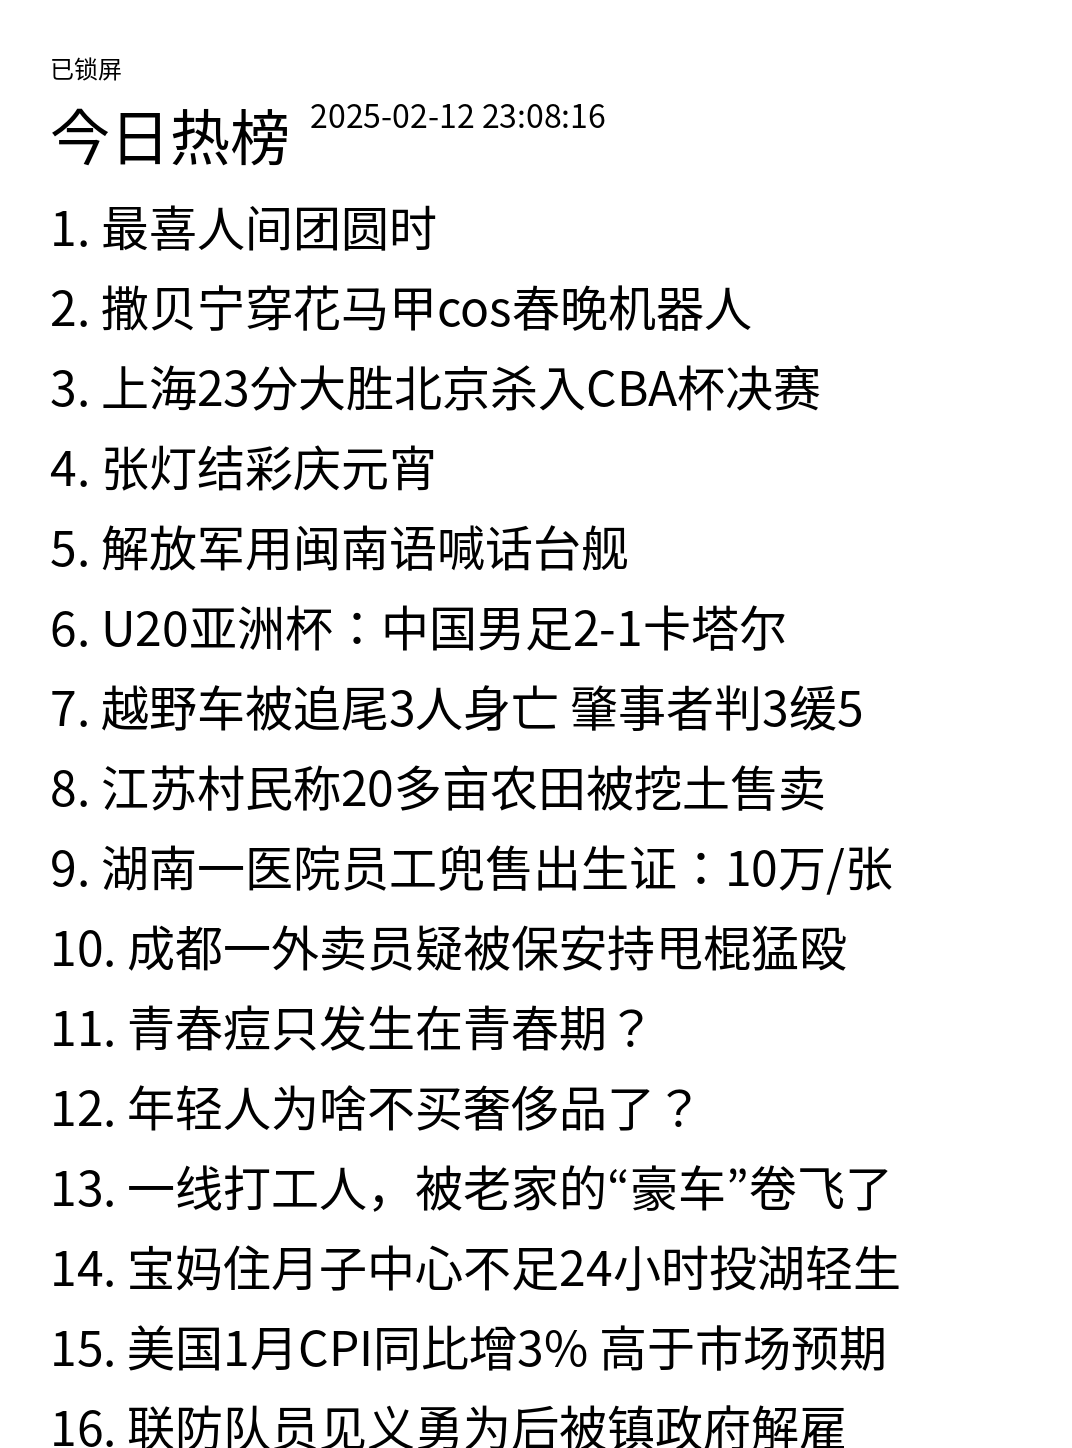 已锁屏
今日热榜 2025-02-12 23:08:16
1. 最喜人间团圆时
2. 撒贝宁穿花马甲cos春晚机器人
3. 上海23分大胜北京杀入CBA杯决赛
4. 张灯结彩庆元宵
5. 解放军用闽南语喊话台舰
6. U20亚洲杯：中国男足2-1卡塔尔
7. 越野车被追尾3人身亡 肇事者判3缓5
8. 江苏村民称20多亩农田被挖土售卖
9. 湖南一医院员工兜售出生证：10万/张
10. 成都一外卖员疑被保安持甩棍猛殴
11. 青春痘只发生在青春期？
12. 年轻人为啥不买奢侈品了？
13. 一线打工人，被老家的“豪车”卷飞了
14. 宝妈住月子中心不足24小时投湖轻生
15. 美国1月CPI同比增3% 高于市场预期
16. 联防队员见义勇为后被镇政府解雇